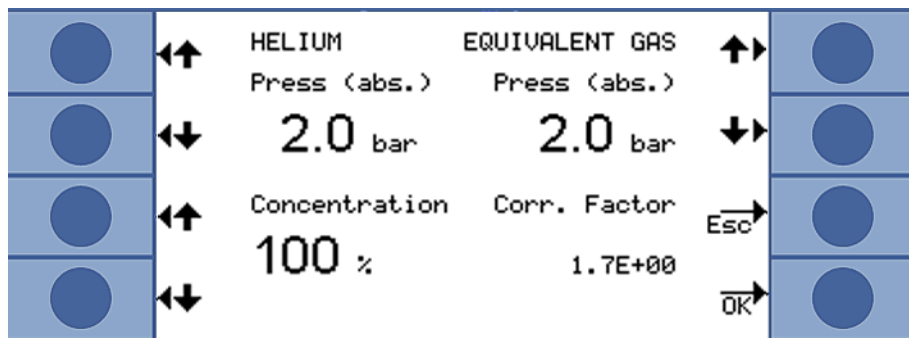 HELIUM EQUIVALENT GAS
Press (abs.) Press (abs.)
2.0 bar 2.0 bar
Concentration Corr. Factor
Esc
100 % 1.7E+00
OK